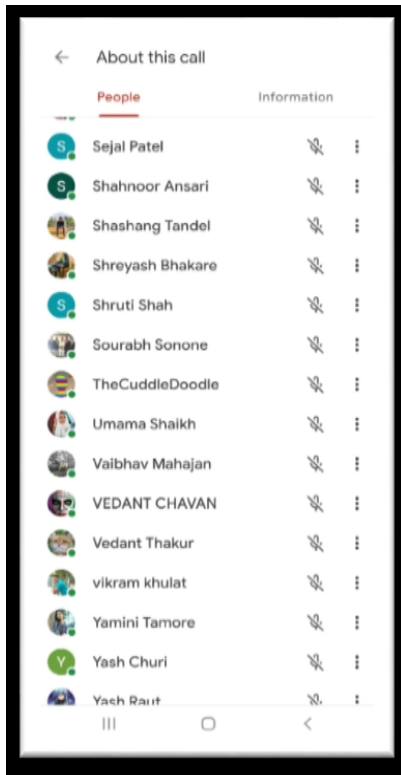 About this call
People Information
S Sejal Patel
S Shahnoor Ansari
Shashang Tandel
Shreyash Bhakare
S Shruti Shah
Sourabh Sonone
TheCuddleDoodle
Umama Shaikh
Vaibhav Mahajan
VEDANT CHAVAN
Vedant Thakur
vikram khulat
Yamini Tamore
Y Yash Churi
Yash Raut